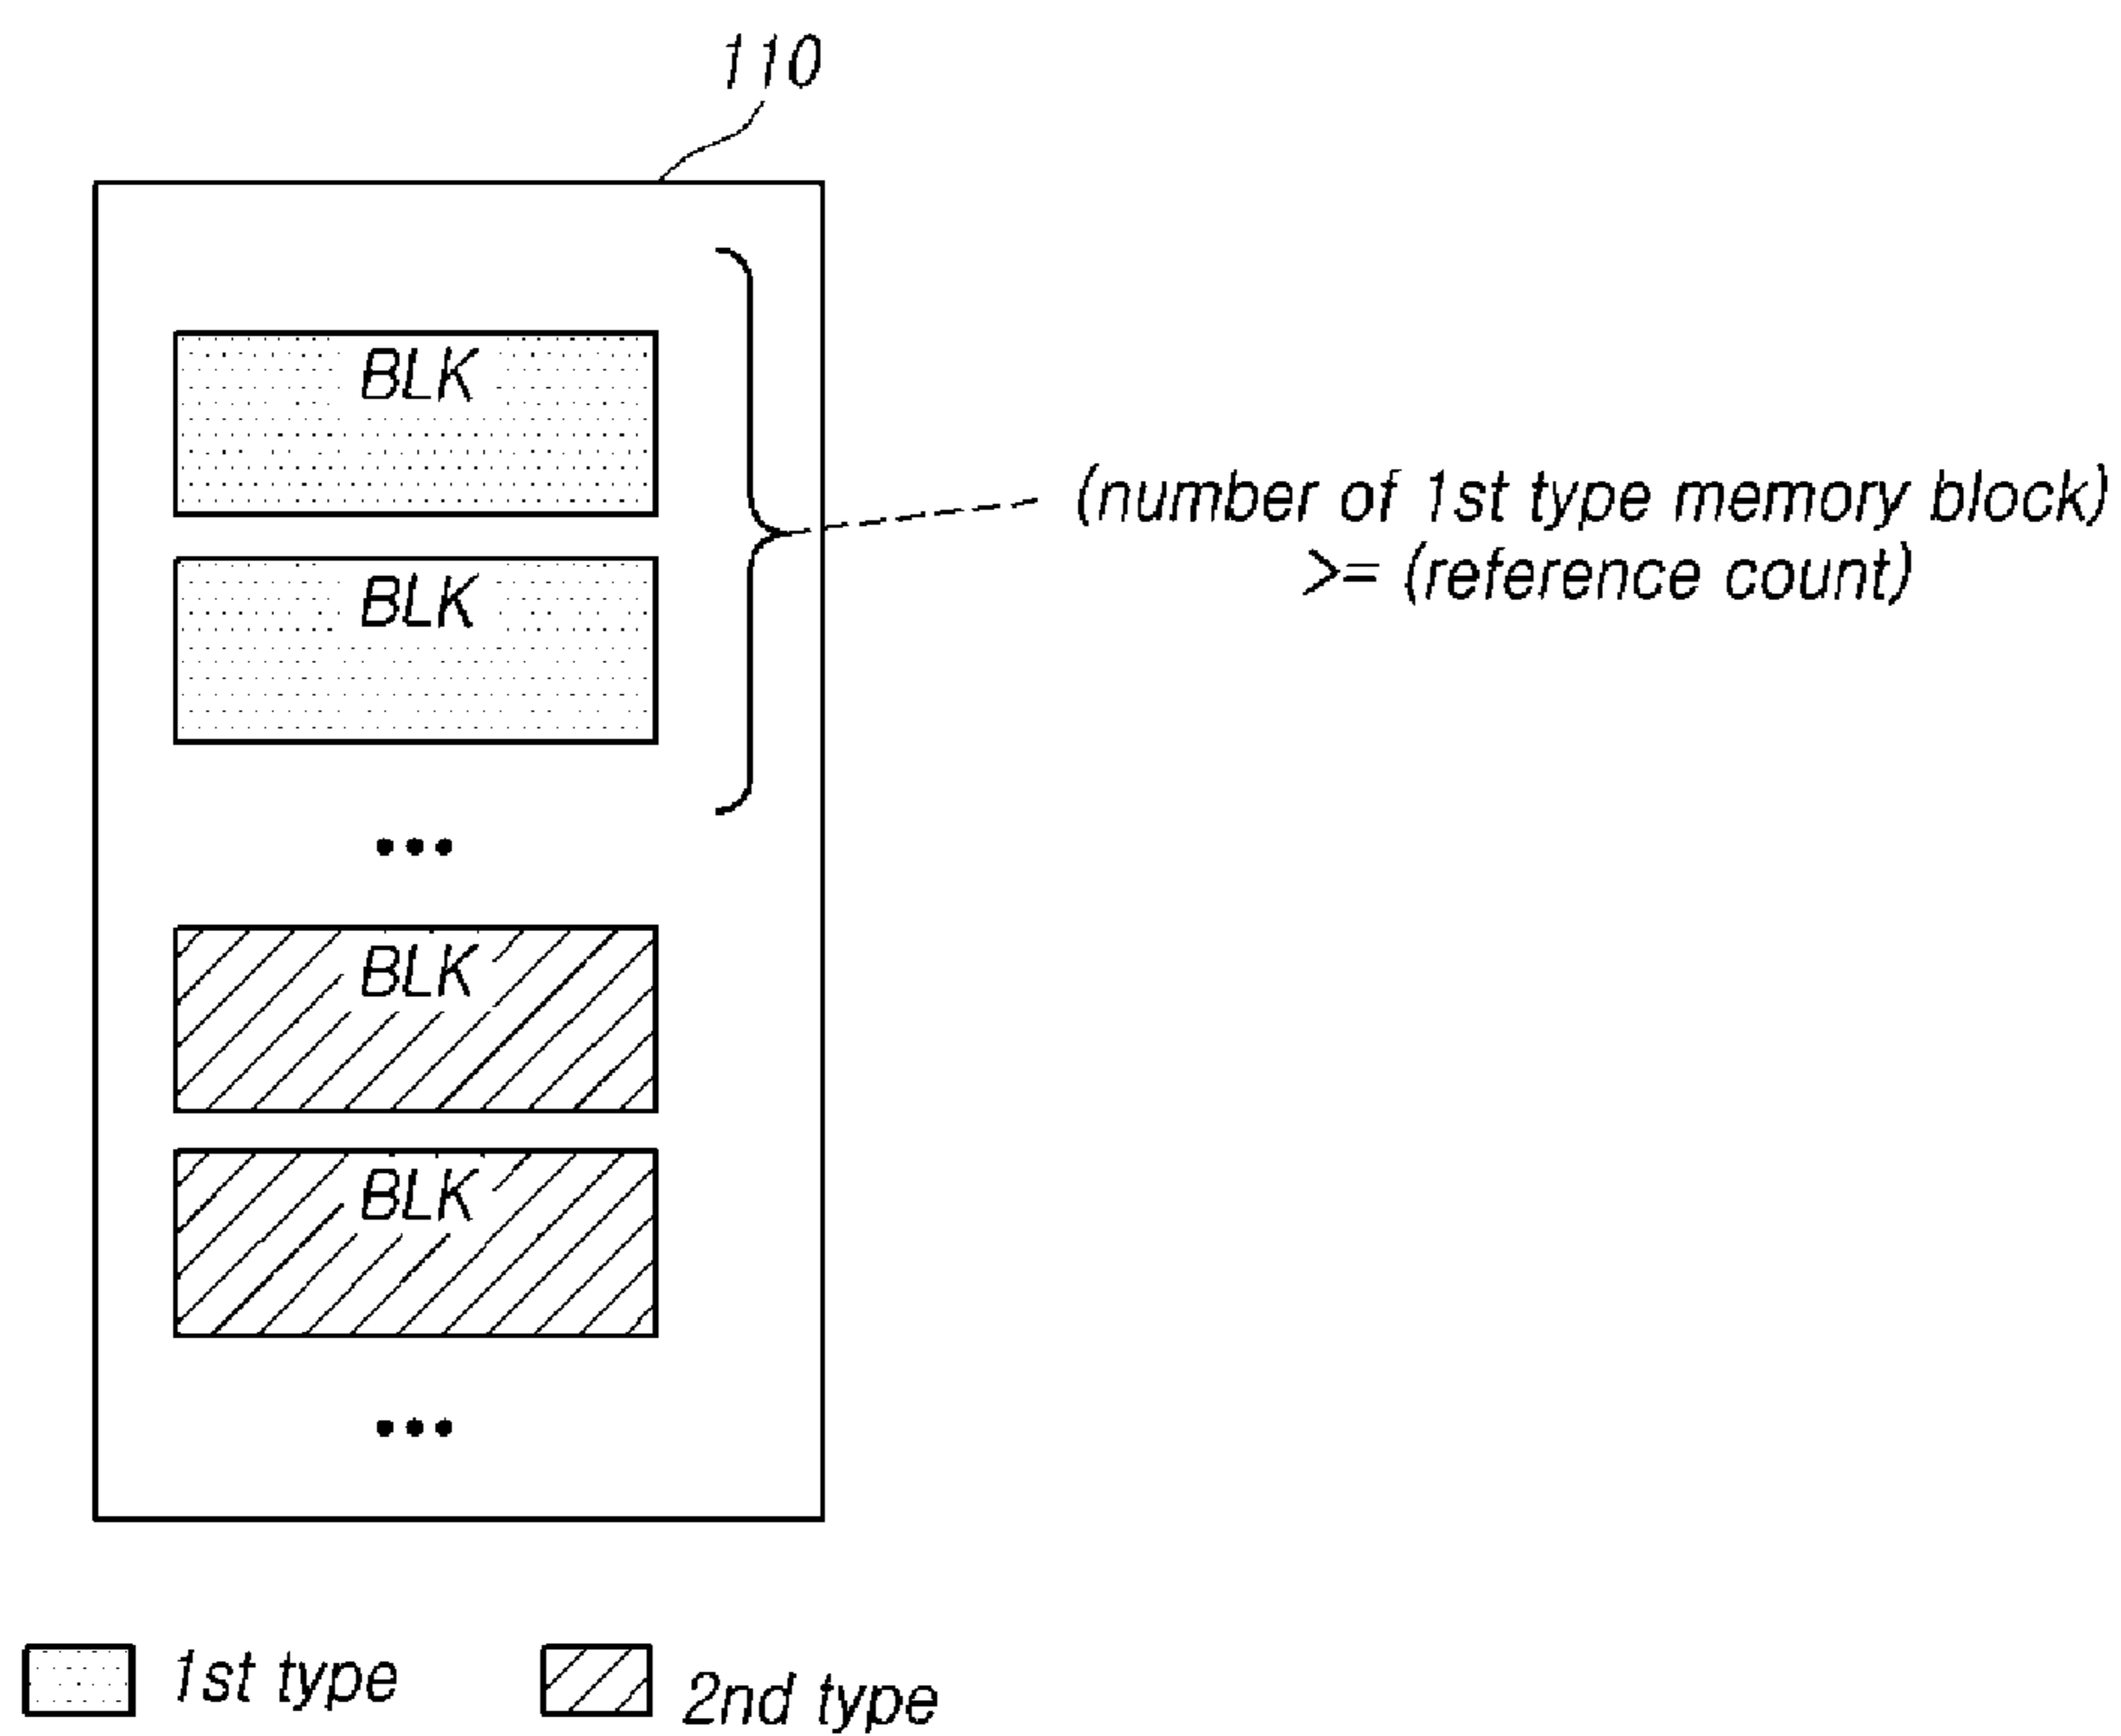 110
BLK
BLK
(number of 1st type memory block)
>= (reference count)
•••
BLK
BLK
•••
1st type
2nd type